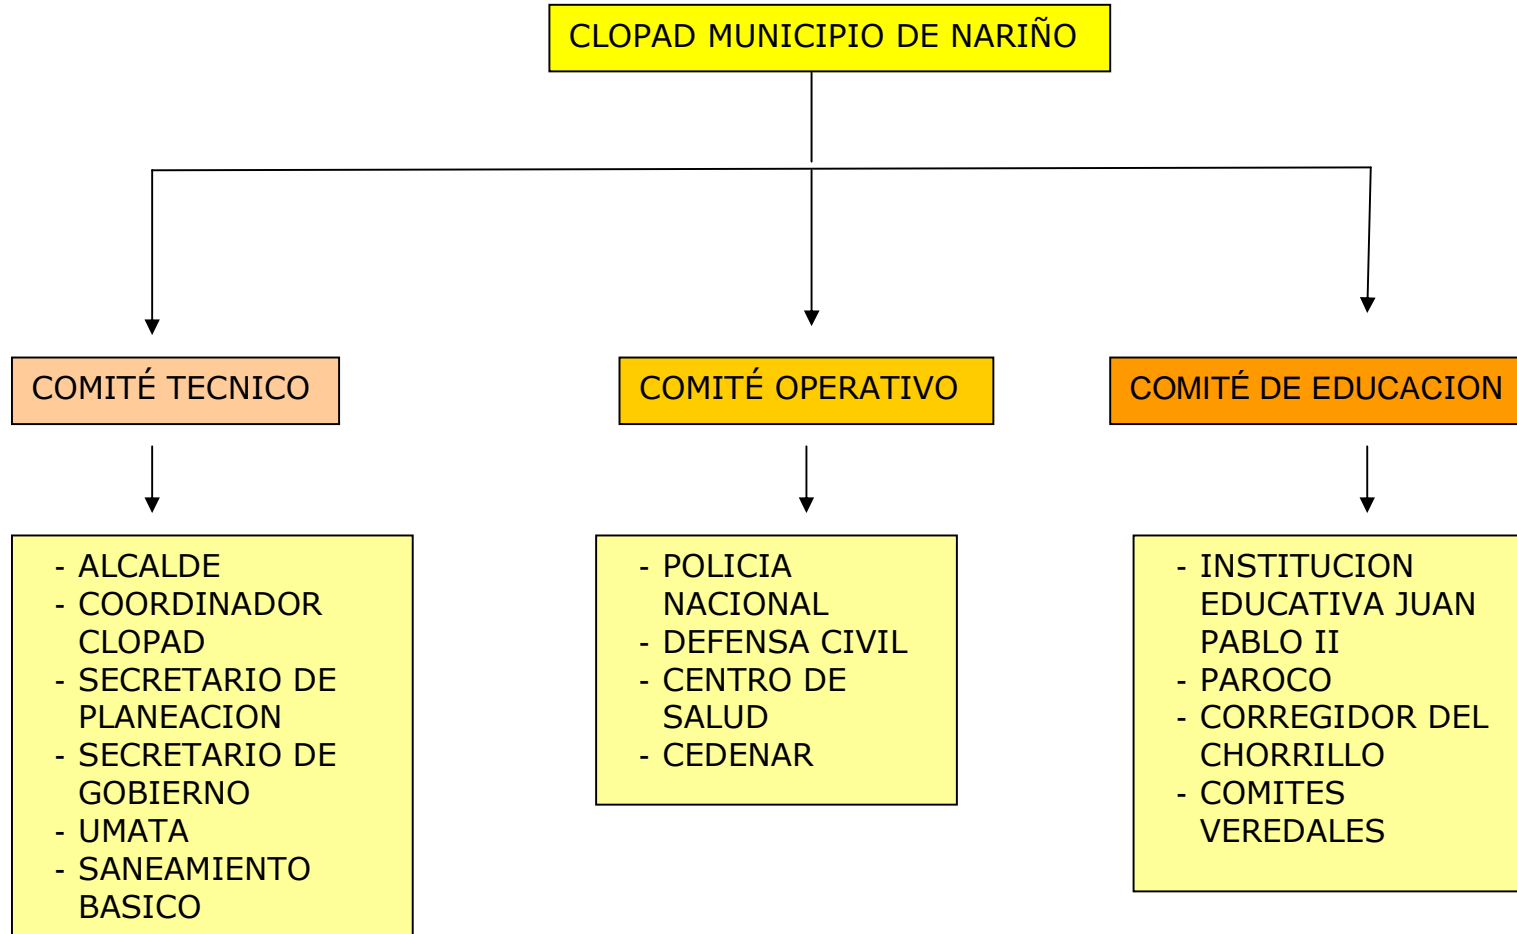 CLOPAD MUNICIPIO DE NARIÑO
COMITÉ TECNICO
COMITÉ OPERATIVO
COMITÉ DE EDUCACION
- ALCALDE
- COORDINADOR
CLOPAD
- SECRETARIO DE
PLANEACION
- SECRETARIO DE
GOBIERNO
- UMATA
- SANEAMIENTO
BASICO
- POLICIA
NACIONAL
- DEFENSA CIVIL
- CENTRO DE
SALUD
- CEDENAR
- INSTITUCION
EDUCATIVA JUAN
PABLO II
- PAROCO
- CORREGIDOR DEL
CHORRILLO
- COMITES
VEREDALES